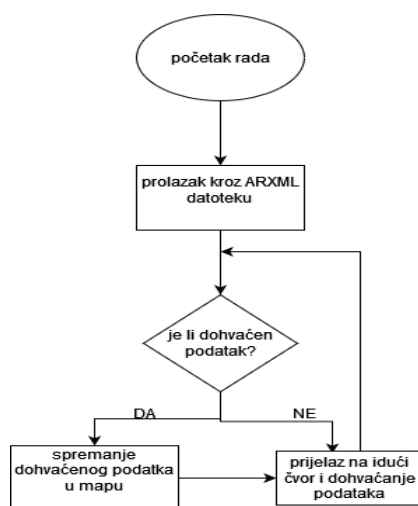 početak rada
prolazak kroz ARXML
datoteku
je li dohvaćen
podatak?
DA
NE
spremanje
dohvaćenog podatka
u mapu
prijelaz na idući
čvor i dohvaćanje
podataka